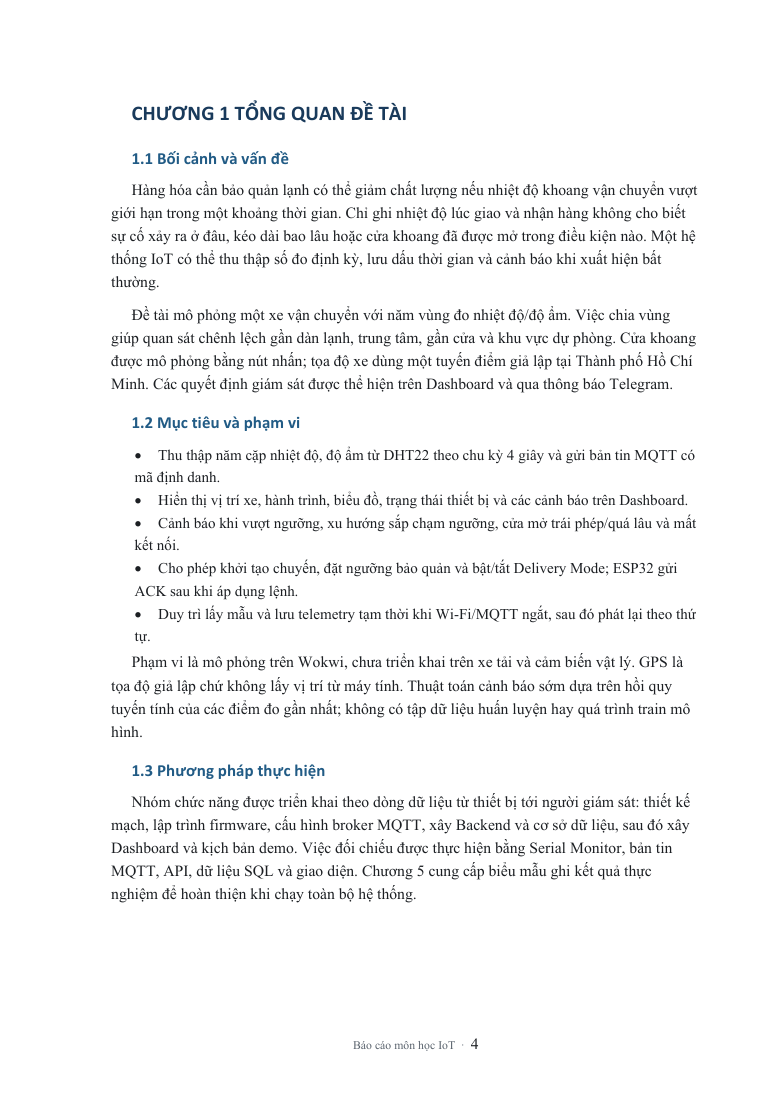 CHƯƠNG 1 TỔNG QUAN ĐỀ TÀI
1.1 Bối cảnh và vấn đề
Hàng hóa cần bảo quản lạnh có thể giảm chất lượng nếu nhiệt độ khoang vận chuyển vượt
giới hạn trong một khoảng thời gian. Chỉ ghi nhiệt độ lúc giao và nhận hàng không cho biết
sự cố xảy ra ở đâu, kéo dài bao lâu hoặc cửa khoang đã được mở trong điều kiện nào. Một hệ
thống IoT có thể thu thập số đo định kỳ, lưu dấu thời gian và cảnh báo khi xuất hiện bất
thường.
Đề tài mô phỏng một xe vận chuyển với năm vùng đo nhiệt độ/độ ẩm. Việc chia vùng
giúp quan sát chênh lệch gần dàn lạnh, trung tâm, gần cửa và khu vực dự phòng. Cửa khoang
được mô phỏng bằng nút nhấn; tọa độ xe dùng một tuyến điểm giả lập tại Thành phố Hồ Chí
Minh. Các quyết định giám sát được thể hiện trên Dashboard và qua thông báo Telegram.
1.2 Mục tiêu và phạm vi
• Thu thập năm cặp nhiệt độ, độ ẩm từ DHT22 theo chu kỳ 4 giây và gửi bản tin MQTT có
mã định danh.
• Hiển thị vị trí xe, hành trình, biểu đồ, trạng thái thiết bị và các cảnh báo trên Dashboard.
• Cảnh báo khi vượt ngưỡng, xu hướng sắp chạm ngưỡng, cửa mở trái phép/quá lâu và mất
kết nối.
• Cho phép khởi tạo chuyến, đặt ngưỡng bảo quản và bật/tắt Delivery Mode; ESP32 gửi
ACK sau khi áp dụng lệnh.
• Duy trì lấy mẫu và lưu telemetry tạm thời khi Wi-Fi/MQTT ngắt, sau đó phát lại theo thứ
tự.
Phạm vi là mô phỏng trên Wokwi, chưa triển khai trên xe tải và cảm biến vật lý. GPS là
tọa độ giả lập chứ không lấy vị trí từ máy tính. Thuật toán cảnh báo sớm dựa trên hồi quy
tuyến tính của các điểm đo gần nhất; không có tập dữ liệu huấn luyện hay quá trình train mô
hình.
1.3 Phương pháp thực hiện
Nhóm chức năng được triển khai theo dòng dữ liệu từ thiết bị tới người giám sát: thiết kế
mạch, lập trình firmware, cấu hình broker MQTT, xây Backend và cơ sở dữ liệu, sau đó xây
Dashboard và kịch bản demo. Việc đối chiếu được thực hiện bằng Serial Monitor, bản tin
MQTT, API, dữ liệu SQL và giao diện. Chương 5 cung cấp biểu mẫu ghi kết quả thực
nghiệm để hoàn thiện khi chạy toàn bộ hệ thống.
Báo cáo môn học IoT · 4